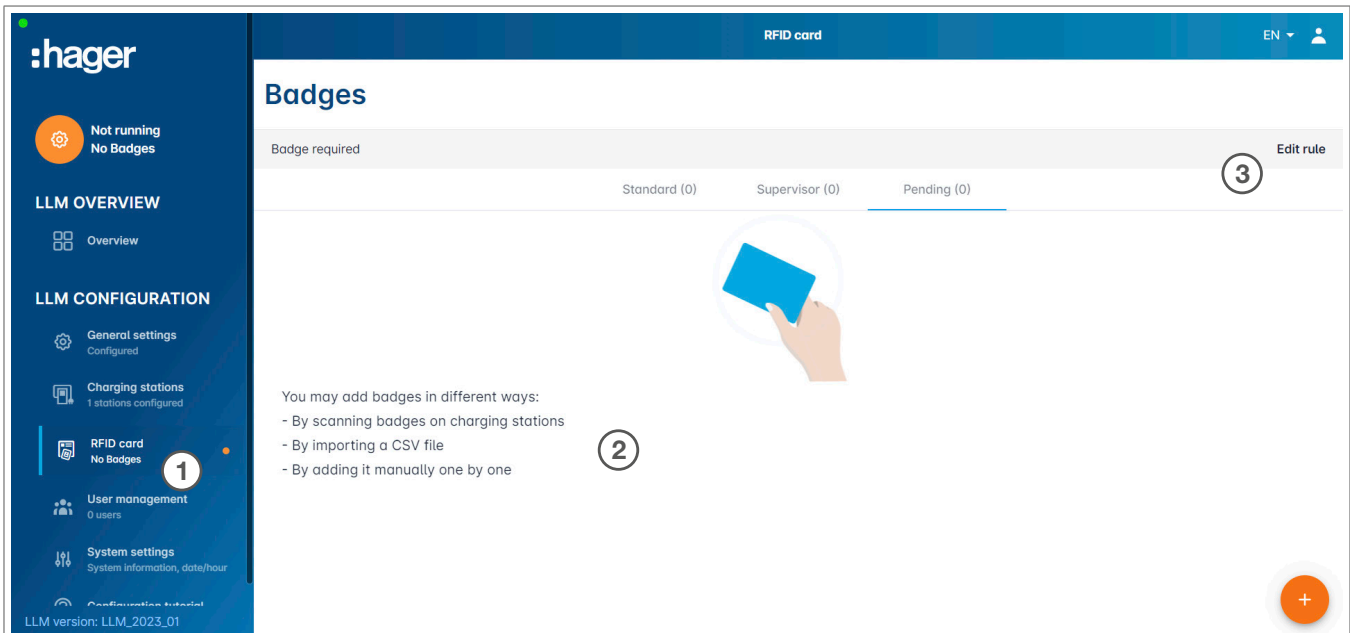 :hager
RFID card
EN
Not running
No Badges
LLM OVERVIEW
Overview
LLM CONFIGURATION
General settings
Configured
Charging stations
1 stations configured
RFID card
No Badges
1
User management
0 users
System settings
System information, date/hour
Configuration tutorial
LLM version: LLM_2023_01
Badges
Badge required
Edit rule
3
Standard (0) Supervisor (0) Pending (0)
You may add badges in different ways:
- By scanning badges on charging stations
- By importing a CSV file
- By adding it manually one by one
2
+